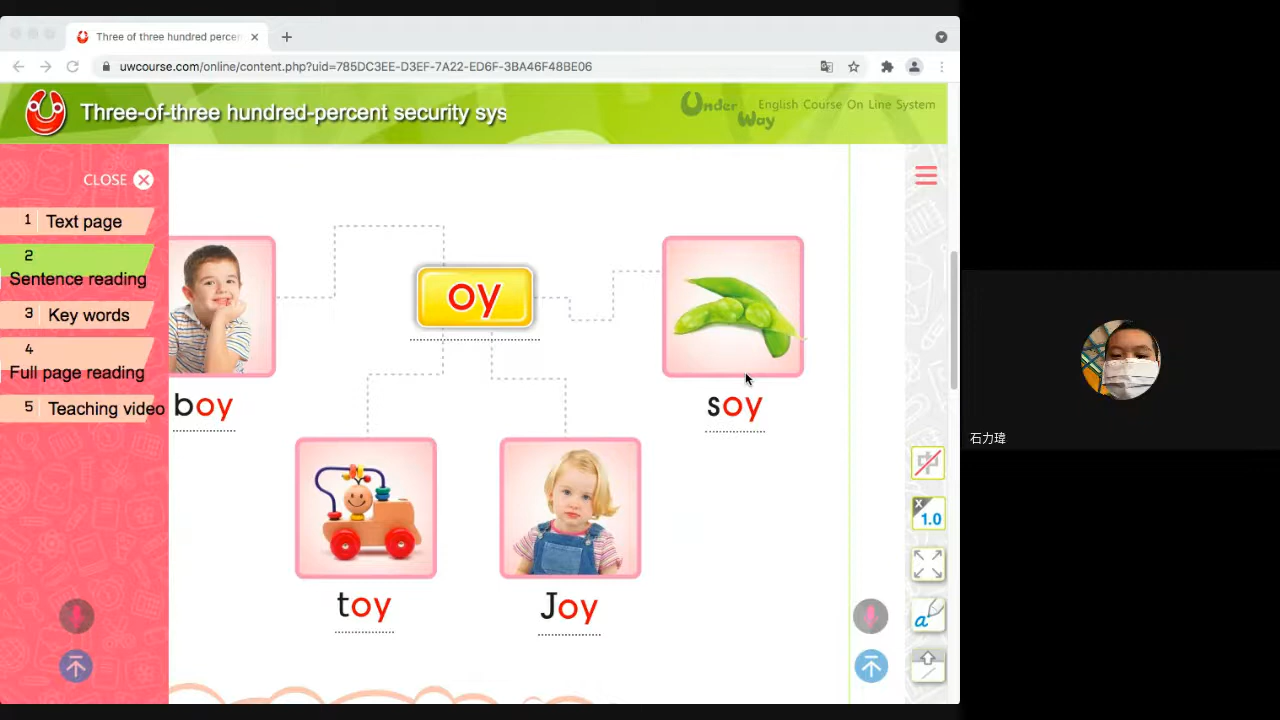 Three of three hundred percen
uwcourse.com/online/content.php?uid=785DC3EE-D3EF-7A22-ED6F-3BA46F48BE06
Three-of-three hundred-percent security sys
Under Way
English Course On Line System
CLOSE
1 Text page
2
Sentence reading
3 Key words
4
Full page reading
5 Teaching video
oy
boy
soy
toy
Joy
中
x
1.0
a
石力瑋